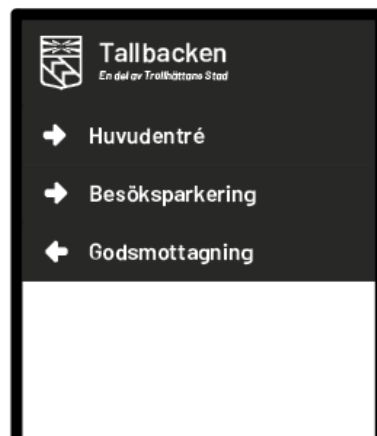 Tallbacken
En del av Trollhättans Stad
Huvudentré
Besöksparkering
Godsmottagning